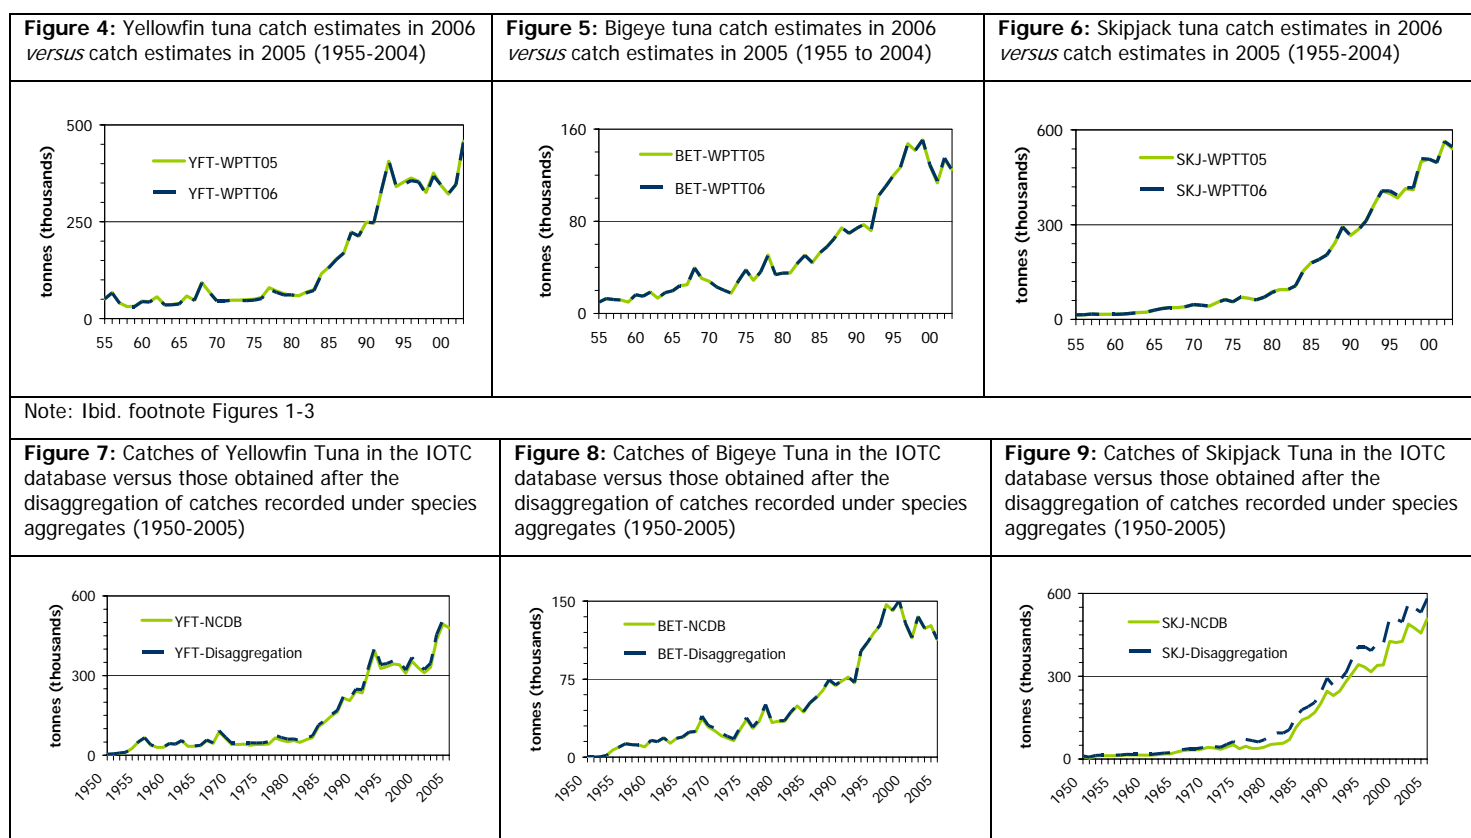 Figure 4: Yellowfin tuna catch estimates in 2006
versus catch estimates in 2005 (1955-2004)
Figure 5: Bigeye tuna catch estimates in 2006
versus catch estimates in 2005 (1955 to 2004)
Figure 6: Skipjack tuna catch estimates in 2006
versus catch estimates in 2005 (1955-2004)
tonnes (thousands)
500
250
0
YFT-WPTT05
YFT-WPTT06
55 60 65 70 75 80 85 90 95 00
tonnes (thousands)
160
80
0
BET-WPTT05
BET-WPTT06
55 60 65 70 75 80 85 90 95 00
tonnes (thousands)
600
300
0
SKJ-WPTT05
SKJ-WPTT06
55 60 65 70 75 80 85 90 95 00
Note: Ibid. footnote Figures 1-3
Figure 7: Catches of Yellowfin Tuna in the IOTC
database versus those obtained after the
disaggregation of catches recorded under species
aggregates (1950-2005)
Figure 8: Catches of Bigeye Tuna in the IOTC
database versus those obtained after the
disaggregation of catches recorded under species
aggregates (1950-2005)
Figure 9: Catches of Skipjack Tuna in the IOTC
database versus those obtained after the
disaggregation of catches recorded under species
aggregates (1950-2005)
tonnes (thousands)
600
300
0
YFT-NCDB
YFT-Disaggregation
1950 1955 1960 1965 1970 1975 1980 1985 1990 1995 2000 2005
tonnes (thousands)
150
75
0
BET-NCDB
BET-Disaggregation
1950 1955 1960 1965 1970 1975 1980 1985 1990 1995 2000 2005
tonnes (thousands)
600
300
0
SKJ-NCDB
SKJ-Disaggregation
1950 1955 1960 1965 1970 1975 1980 1985 1990 1995 2000 2005